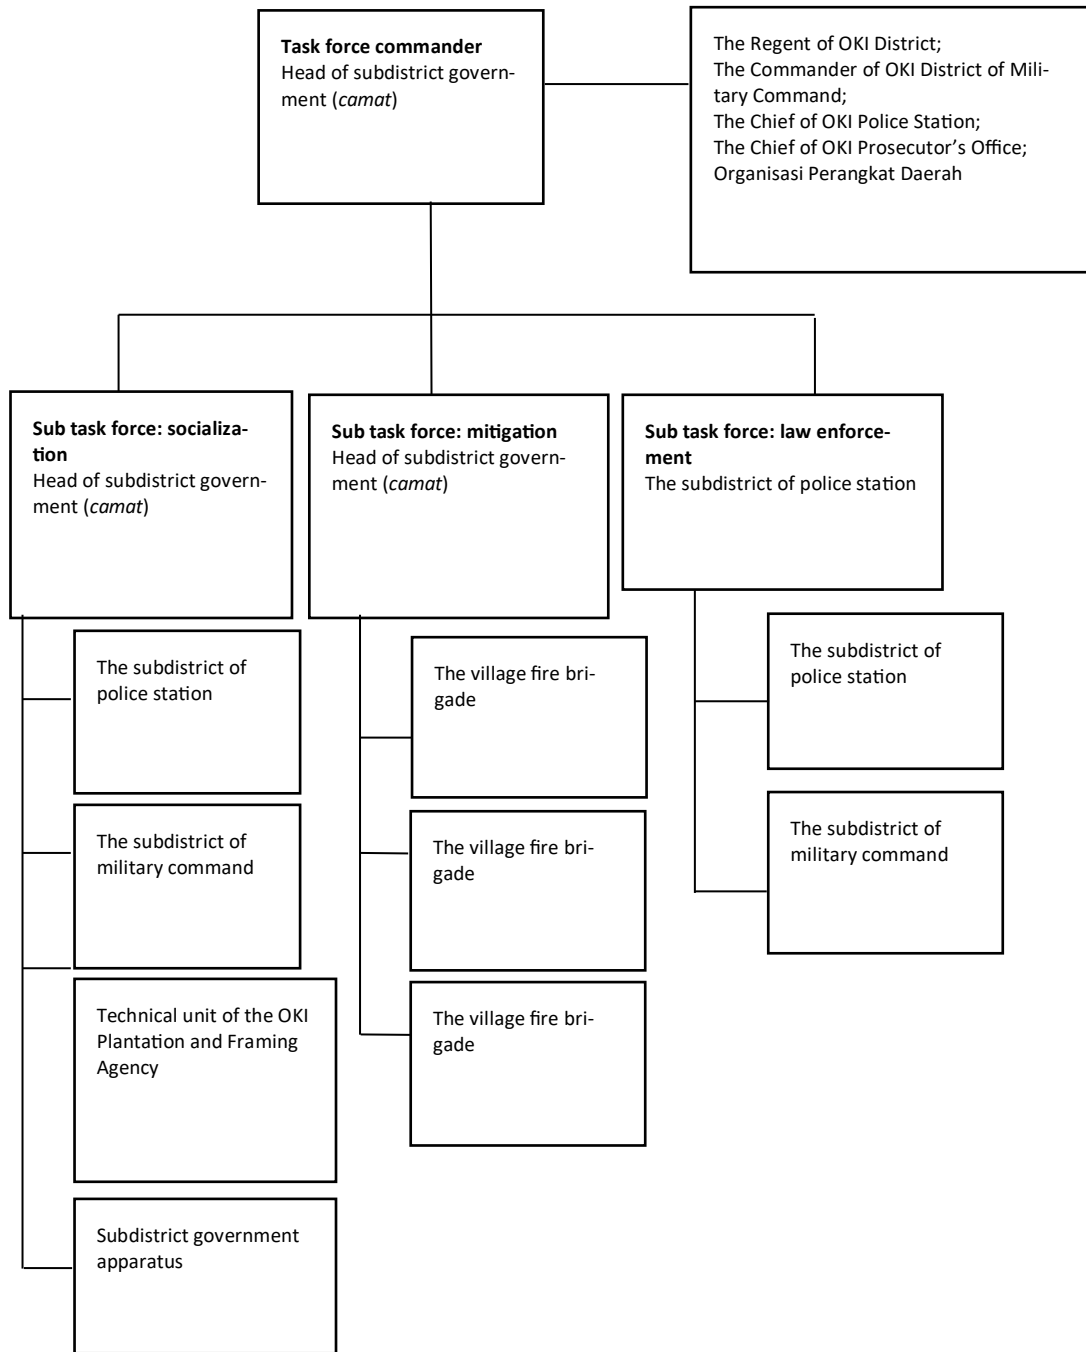 Task force commander
Head of subdistrict govern-
ment (camat)
The Regent of OKI District;
The Commander of OKI District of Mili-
tary Command;
The Chief of OKI Police Station;
The Chief of OKI Prosecutor’s Office;
Organisasi Perangkat Daerah
Sub task force: socializa-
tion
Head of subdistrict govern-
ment (camat)
Sub task force: mitigation
Head of subdistrict govern-
ment (camat)
Sub task force: law enforce-
ment
The subdistrict of police station
The subdistrict of
police station
The subdistrict of
military command
Technical unit of the OKI
Plantation and Framing
Agency
Subdistrict government
apparatus
The village fire bri-
gade
The village fire bri-
gade
The village fire bri-
gade
The subdistrict of
police station
The subdistrict of
military command